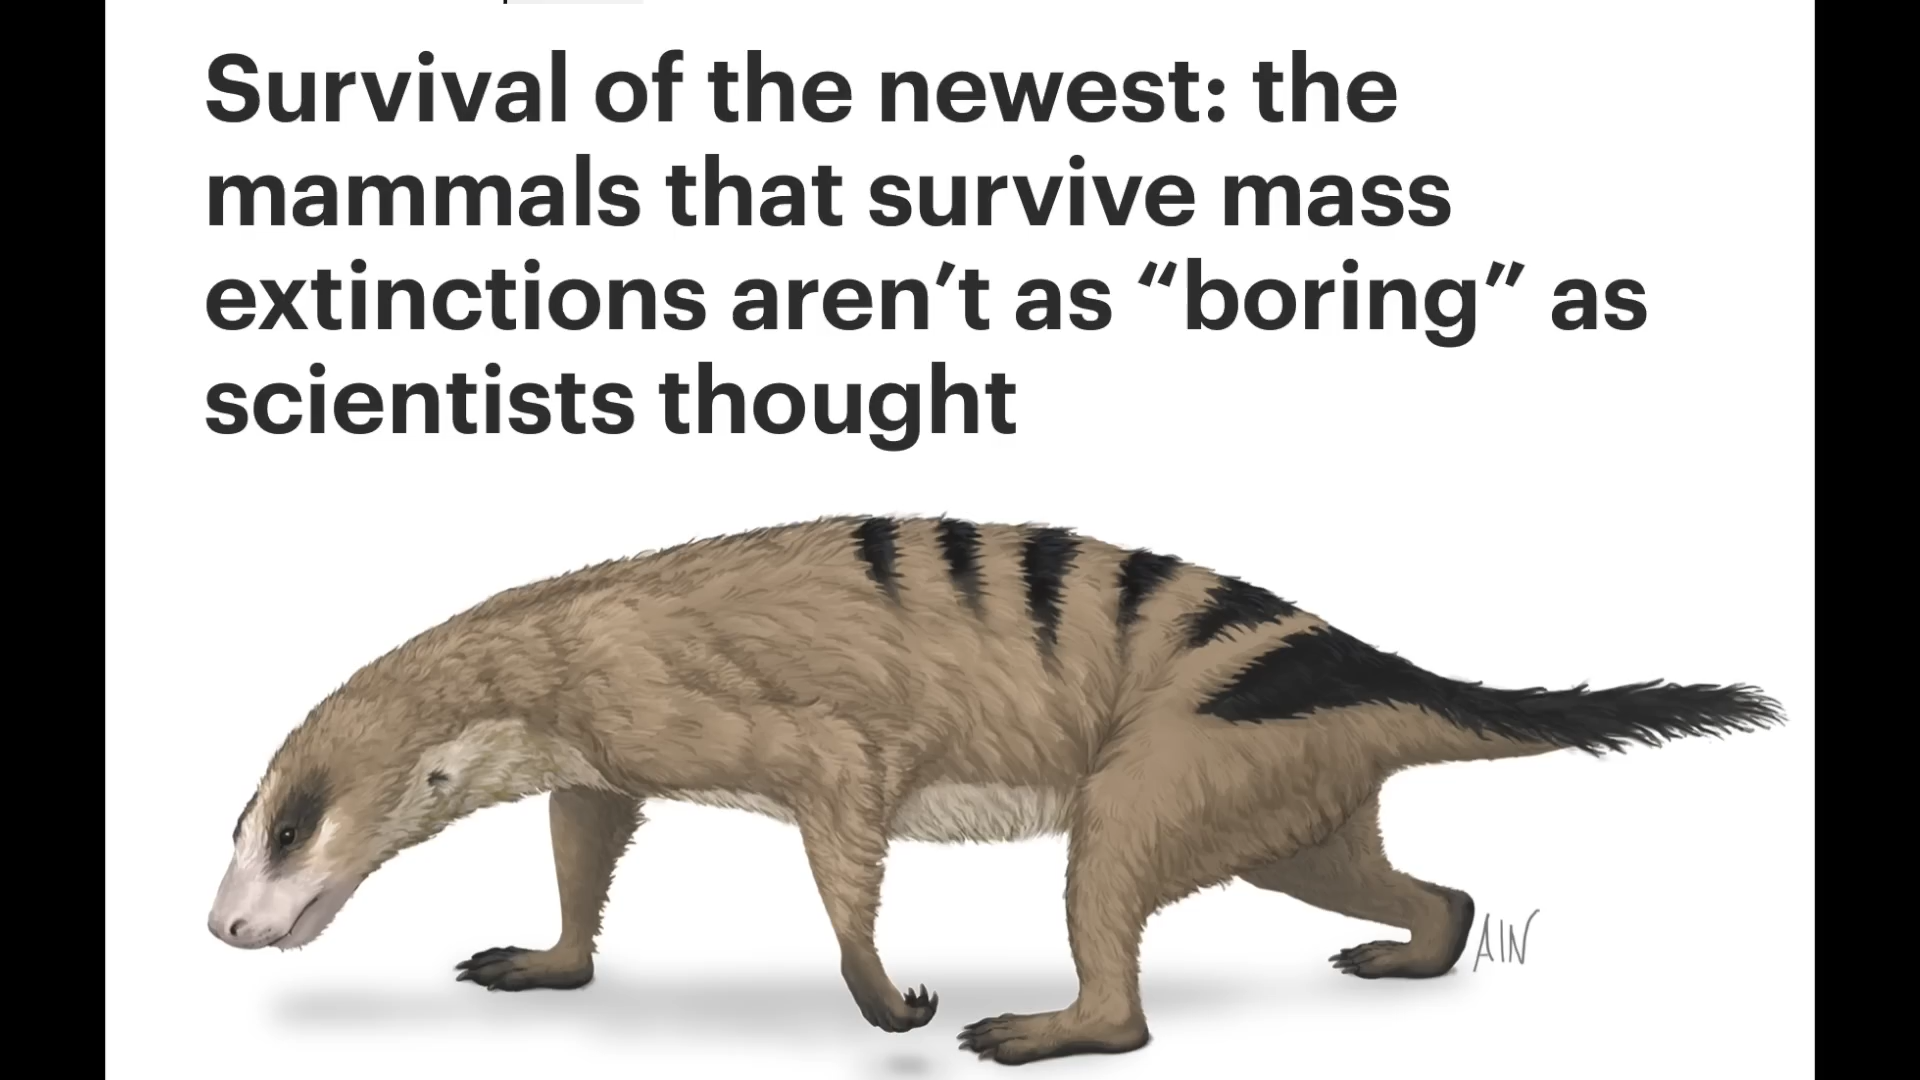 Survival of the newest: the
mammals that survive mass
extinctions aren’t as “boring” as
scientists thought
AIN